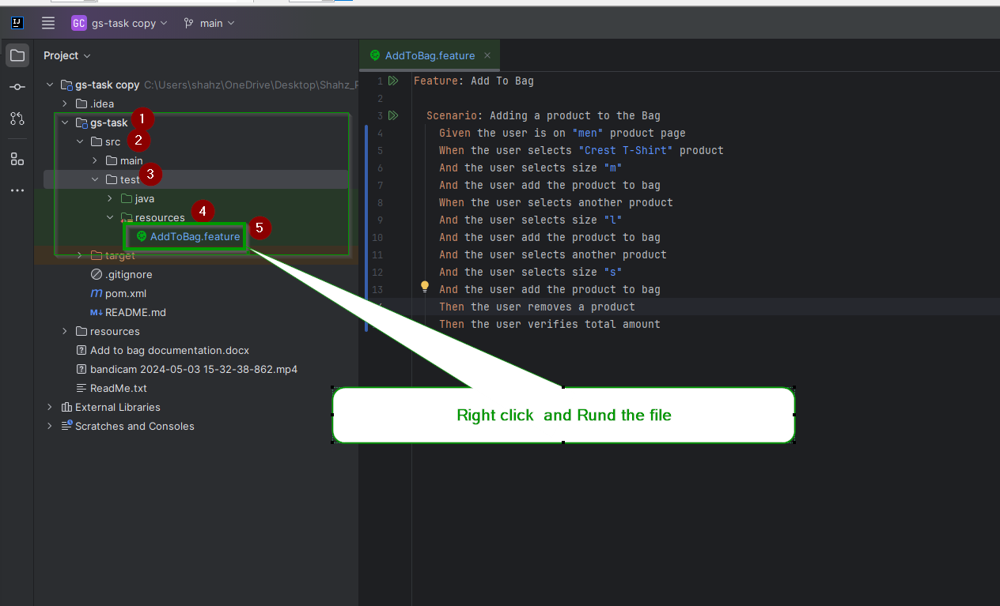 IJ
GC gs-task copy main
Project
AddToBag.feature
gs-task copy C:\Users\shahz\OneDrive\Desktop\Shahz_
.idea
gs-task 1
src 2
main
test 3
java
resources 4
AddToBag.feature 5
target
.gitignore
m pom.xml
M↓ README.md
resources
? Add to bag documentation.docx
? bandicam 2024-05-03 15-32-38-862.mp4
ReadMe.txt
External Libraries
Scratches and Consoles
1 Feature: Add To Bag
2
3 Scenario: Adding a product to the Bag
4 Given the user is on "men" product page
5 When the user selects "Crest T-Shirt" product
6 And the user selects size "m"
7 And the user add the product to bag
8 When the user selects another product
9 And the user selects size "l"
10 And the user add the product to bag
11 And the user selects another product
12 And the user selects size "s"
13 And the user add the product to bag
Then the user removes a product
Then the user verifies total amount
Right click and Rund the file